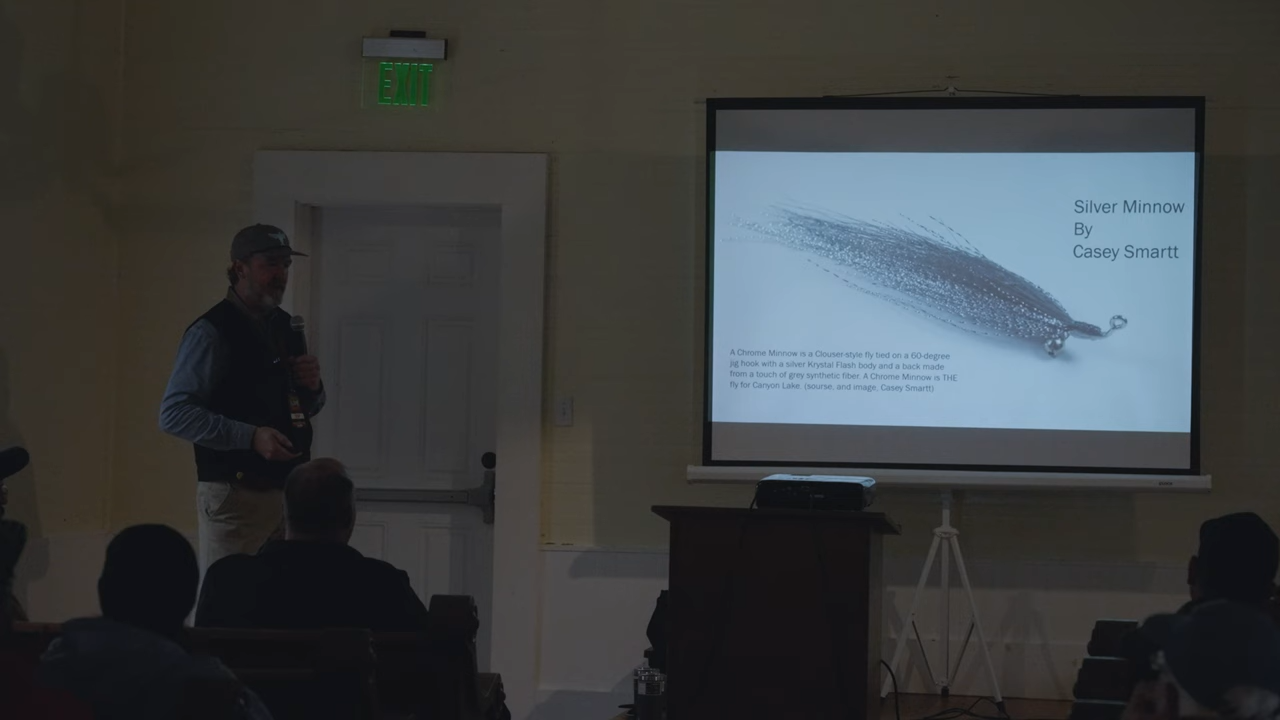 EXIT
Silver Minnow
By
Casey Smartt
A Chrome Minnow is a Clouser-style fly tied on a 60-degree
jig hook with a silver Krystal Flash body and a back made
from a touch of grey synthetic fiber. A Chrome Minnow is THE
fly for Canyon Lake. (sourse, and image, Casey Smartt)